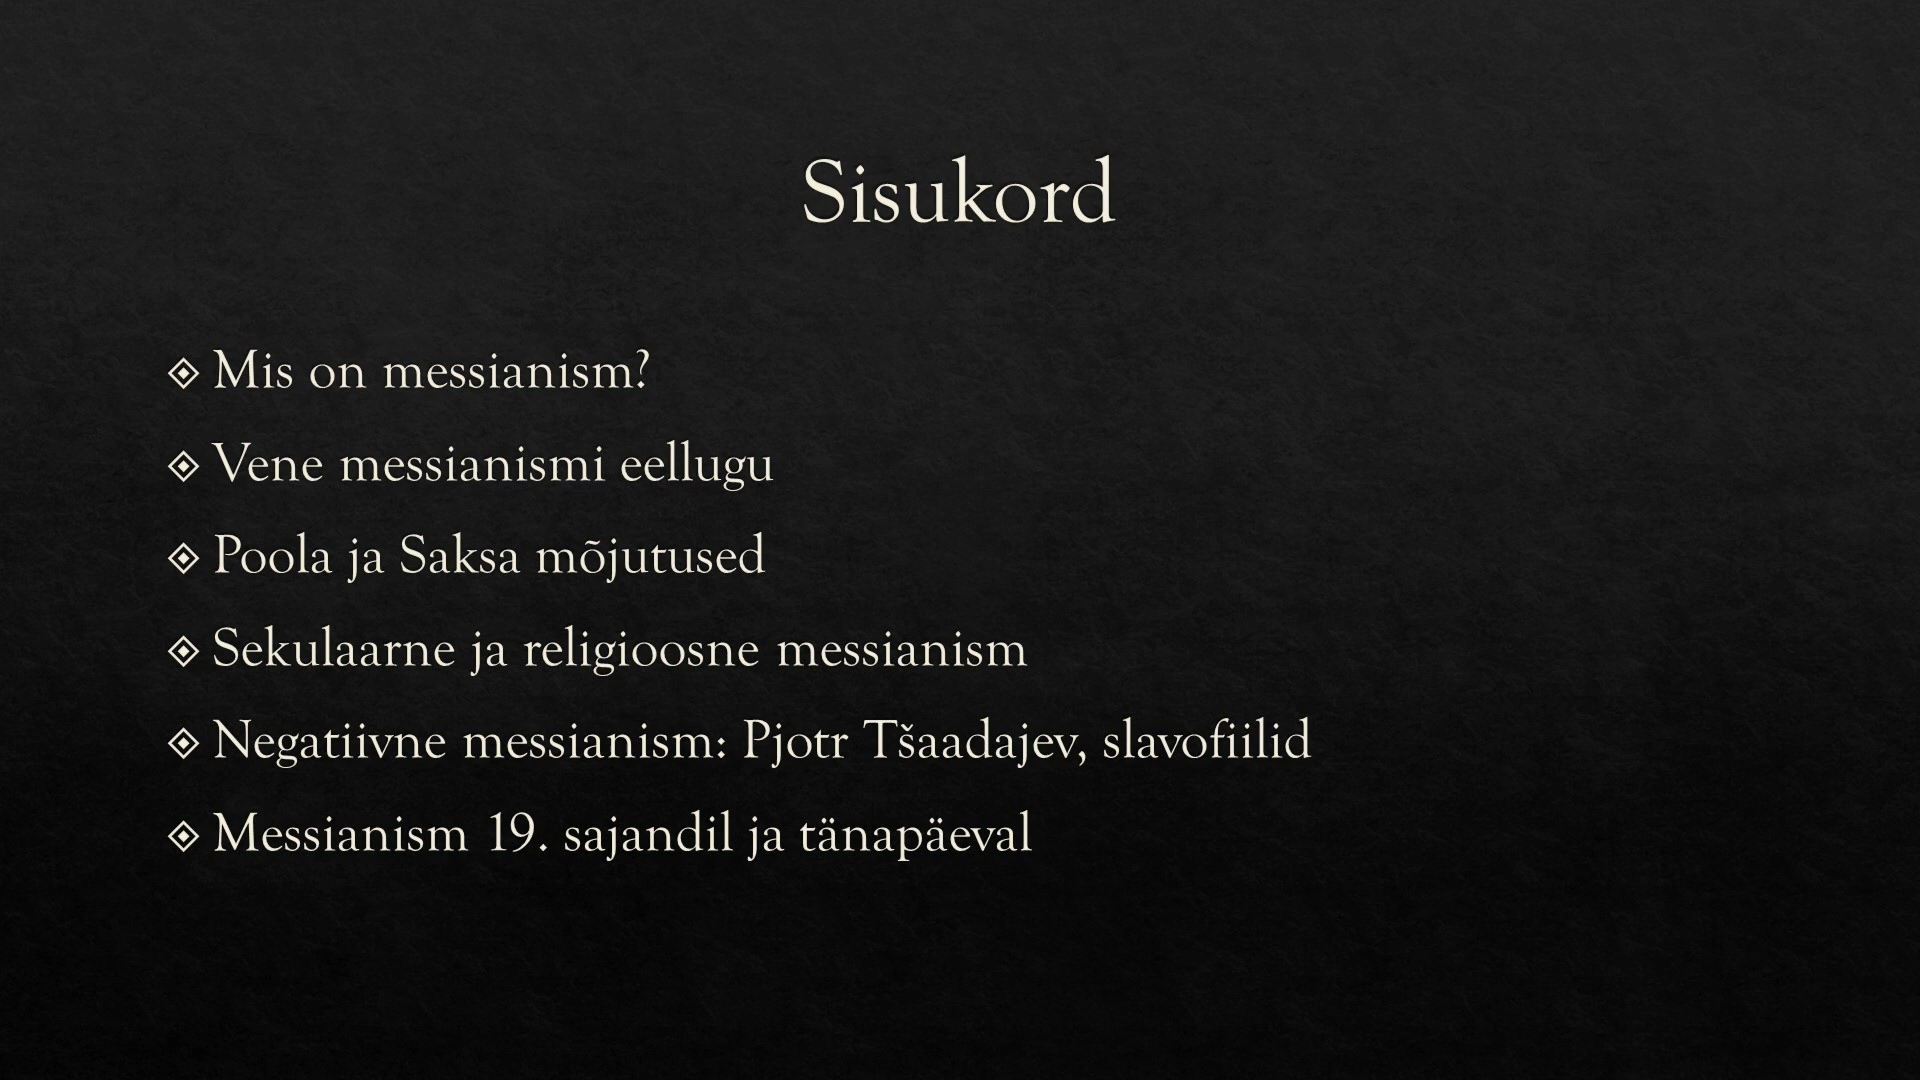 Sisukord
Mis on messianism?
Vene messianismi eellugu
Poola ja Saksa mõjutused
Sekulaarne ja religioosne messianism
Negatiivne messianism: Pjotr Tšaadajev, slavofiilid
Messianism 19. sajandil ja tänapäeval